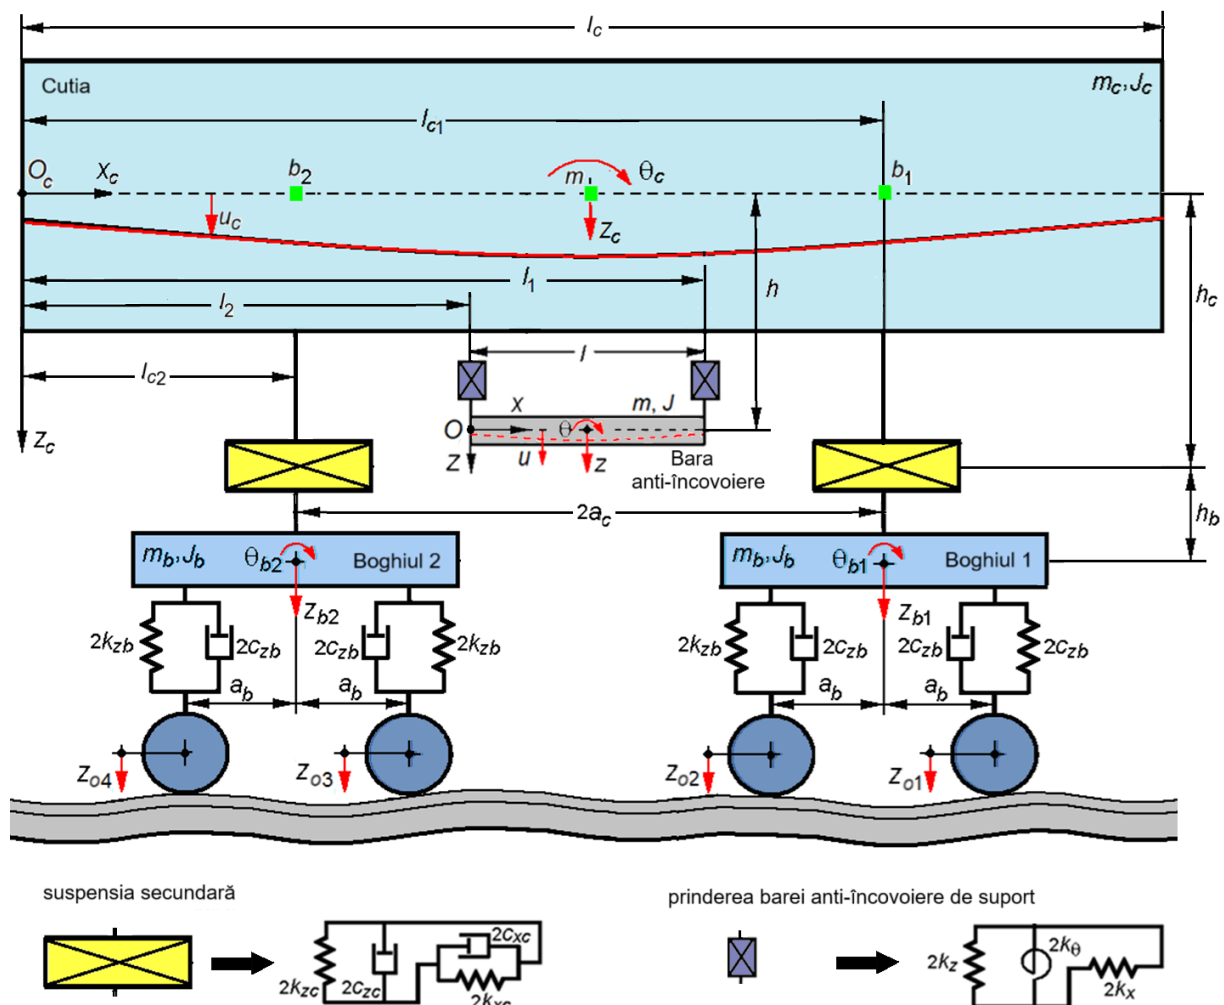 l_c
Cutia
m_c, J_c
l_c1
O_c
x_c
b_2
m
θ_c
b_1
u_c
z_c
l_1
h
h_c
l_2
l
l_c2
x
m, J
O
θ
z_c
z
u
z
Bara
anti-încovoiere
2a_c
h_b
m_b, J_b
θ_b2
Boghiul 2
m_b, J_b
θ_b1
Boghiul 1
z_b2
z_b1
2k_zb
2c_zb
2c_zb
2k_zb
2k_zb
2c_zb
2c_zb
2c_zb
a_b
a_b
a_b
a_b
z_o4
z_o3
z_o2
z_o1
suspensia secundară
prinderea barei anti-încovoiere de suport
2k_zc
2c_zc
2c_xc
2k_xc
2k_z
2k_θ
2k_x